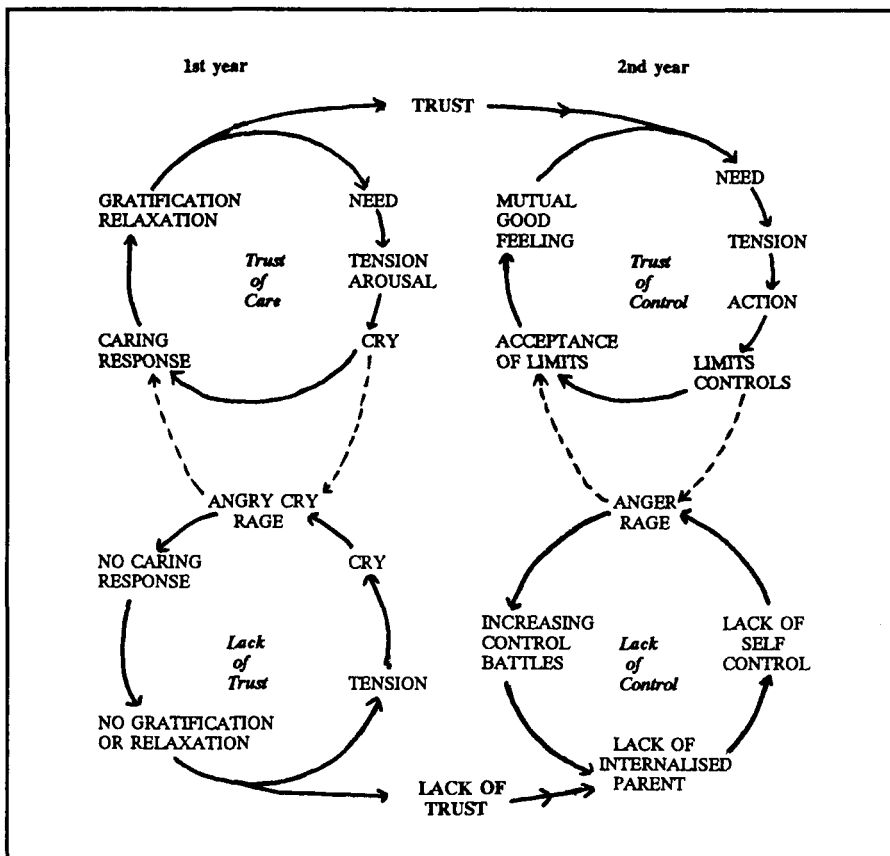 1st year
2nd year
TRUST
GRATIFICATION
RELAXATION
NEED
TENSION
AROUSAL
CRY
CARING
RESPONSE
Trust
of
Care
MUTUAL
GOOD
FEELING
NEED
TENSION
ACTION
LIMITS
CONTROLS
ACCEPTANCE
OF LIMITS
Trust
of
Control
ANGRY CRY
RAGE
NO CARING
RESPONSE
CRY
Lack
of
Trust
TENSION
NO GRATIFICATION
OR RELAXATION
LACK OF
TRUST
ANGER
RAGE
INCREASING
CONTROL
BATTLES
Lack
of
Control
LACK OF
SELF
CONTROL
LACK OF
INTERNALISED
PARENT